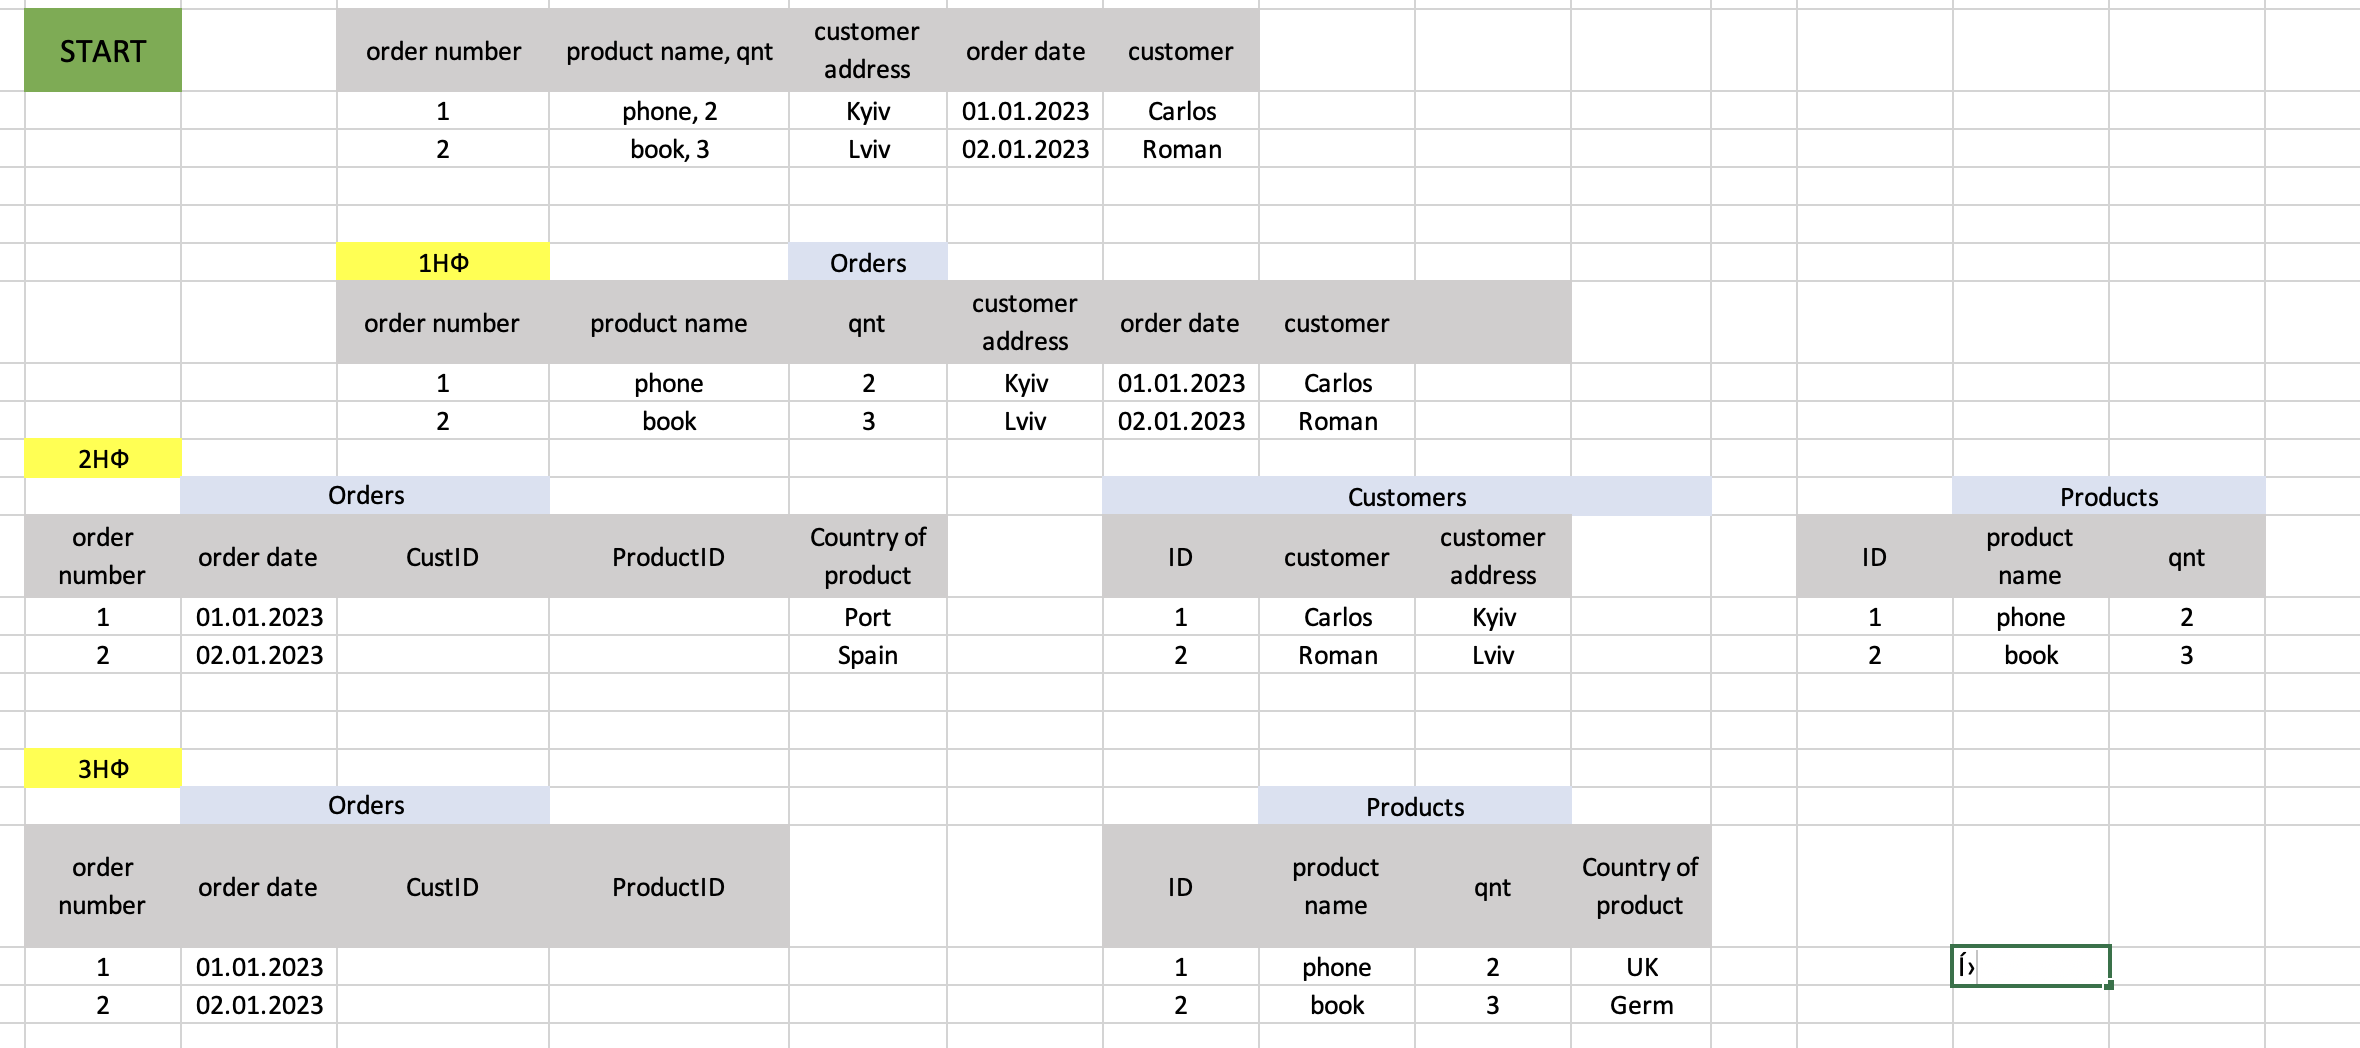 START order number product name, qnt customer address order date customer
1 phone, 2 Kyiv 01.01.2023 Carlos
2 book, 3 Lviv 02.01.2023 Roman
1НФ Orders
order number product name qnt customer address order date customer
1 phone 2 Kyiv 01.01.2023 Carlos
2 book 3 Lviv 02.01.2023 Roman
2НФ
Orders Customers Products
order number order date CustID ProductID Country of product ID customer customer address ID product name qnt
1 01.01.2023 Port 1 Carlos Kyiv 1 phone 2
2 02.01.2023 Spain 2 Roman Lviv 2 book 3
3НФ
Orders Products
order number order date CustID ProductID ID product name qnt Country of product
1 01.01.2023 1 phone 2 UK Í›
2 02.01.2023 2 book 3 Germ